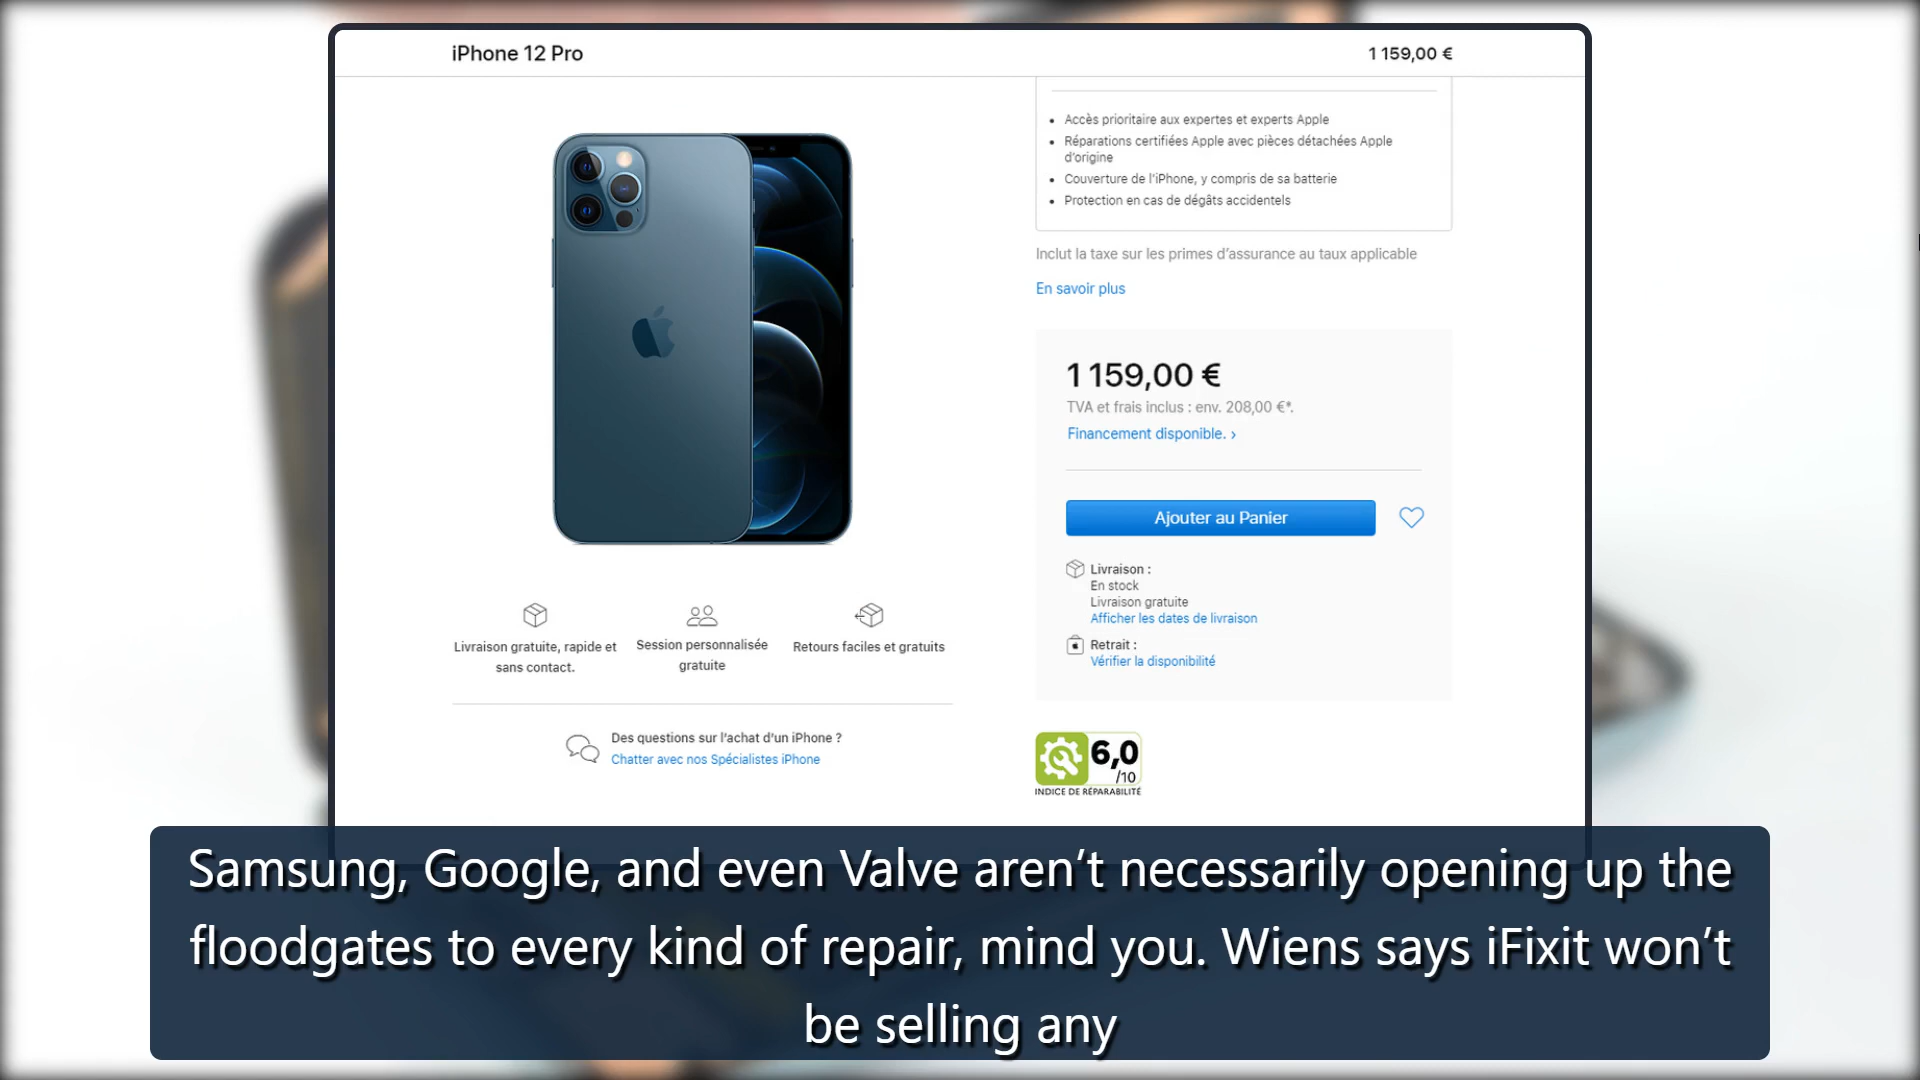 iPhone 12 Pro
1 159,00 €
Accès prioritaire aux expertes et experts Apple
Réparations certifiées Apple avec pièces détachées Apple
d’origine
Couverture de l’iPhone, y compris de sa batterie
Protection en cas de dégâts accidentels
Inclut la taxe sur les primes d’assurance au taux applicable
En savoir plus
1 159,00 €
TVA et frais inclus : env. 208,00 €*.
Financement disponible. ›
Ajouter au Panier
Livraison :
En stock
Livraison gratuite
Afficher les dates de livraison
Retrait :
Vérifier la disponibilité
Livraison gratuite, rapide et
sans contact.
Session personnalisée
gratuite
Retours faciles et gratuits
Des questions sur l’achat d’un iPhone ?
Chatter avec nos Spécialistes iPhone
6,0
/10
INDICE DE RÉPARABILITÉ
Samsung, Google, and even Valve aren’t necessarily opening up the
floodgates to every kind of repair, mind you. Wiens says iFixit won’t
be selling any